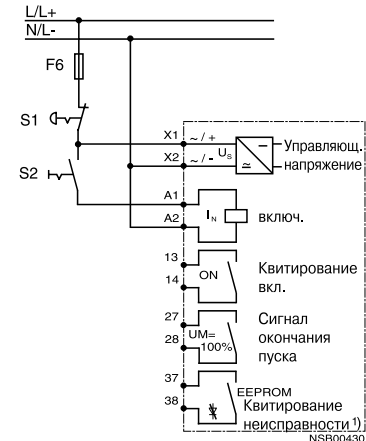 L/L+
N/L-
F6
S1
X1 ~ / +
X2 ~ / - Us
Управляющ.
напряжение
S2
A1
A2
IN
включ.
13
14
ON
Квитирование
вкл.
27
28
UM=
100%
Сигнал
окончания
пуска
37
38
EEPROM
Квитирование
неисправности 1)
NSB00430